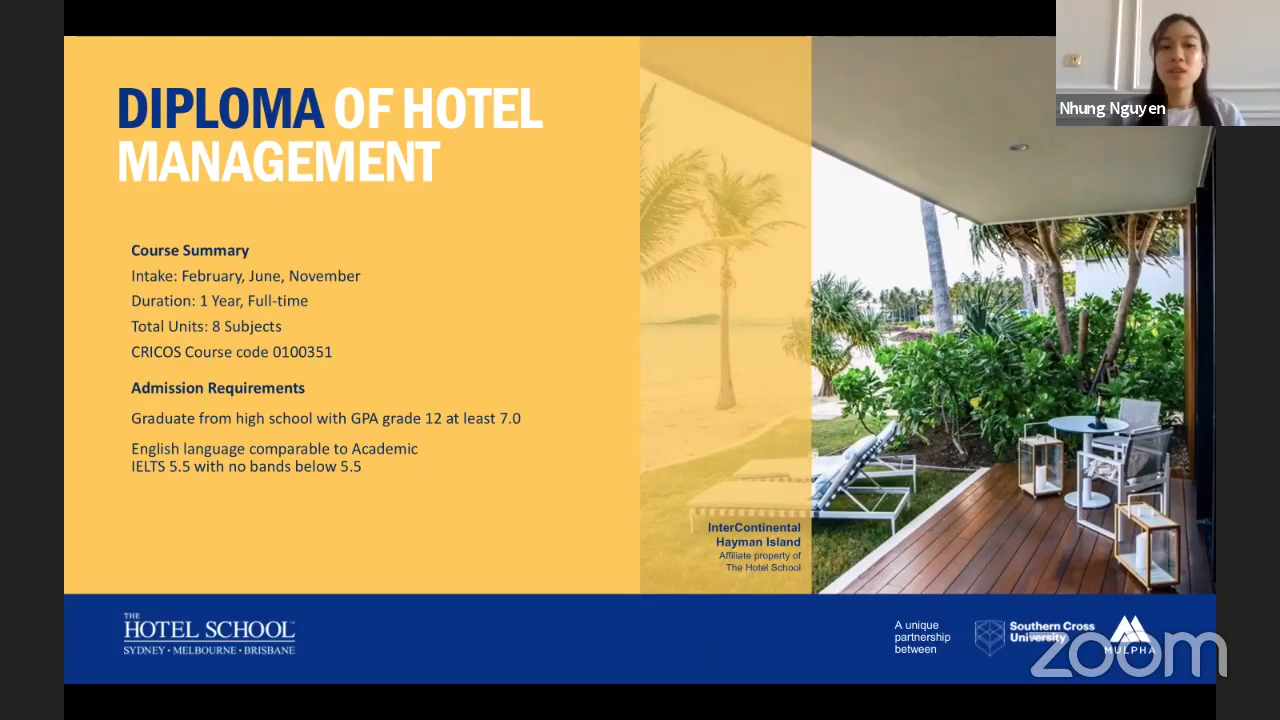 DIPLOMA OF HOTEL
MANAGEMENT
Course Summary
Intake: February, June, November
Duration: 1 Year, Full-time
Total Units: 8 Subjects
CRICOS Course code 0100351
Admission Requirements
Graduate from high school with GPA grade 12 at least 7.0
English language comparable to Academic
IELTS 5.5 with no bands below 5.5
InterContinental
Hayman Island
Affiliate property of
The Hotel School
Nhung Nguyen
THE
HOTEL SCHOOL
SYDNEY • MELBOURNE • BRISBANE
A unique
partnership
between
Southern Cross
University
MULPHA
zoom